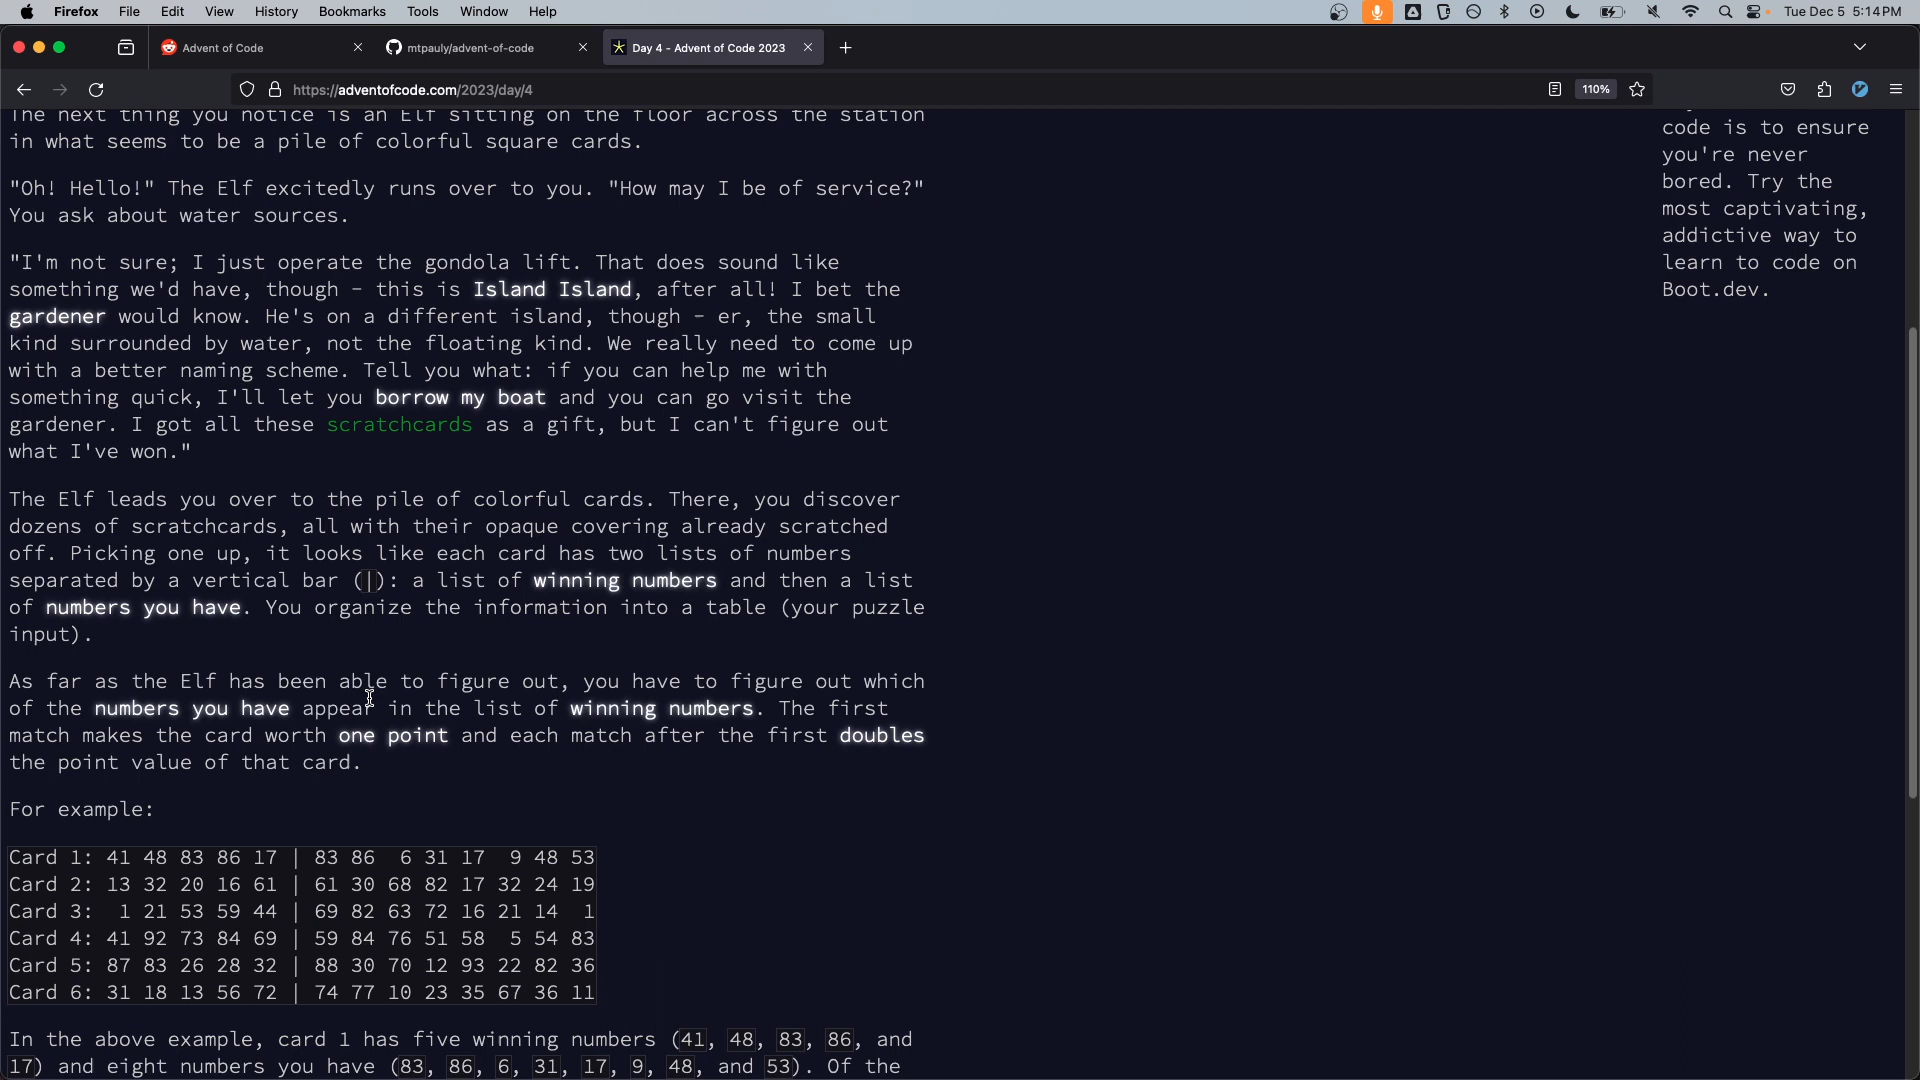 Firefox File Edit View History Bookmarks Tools Window Help Tue Dec 5 5:14 PM
Advent of Code mtpauly/advent-of-code Day 4 - Advent of Code 2023
https://adventofcode.com/2023/day/4 110%
The next thing you notice is an Elf sitting on the floor across the station
in what seems to be a pile of colorful square cards.
"Oh! Hello!" The Elf excitedly runs over to you. "How may I be of service?"
You ask about water sources.
"I'm not sure; I just operate the gondola lift. That does sound like
something we'd have, though - this is Island Island, after all! I bet the
gardener would know. He's on a different island, though - er, the small
kind surrounded by water, not the floating kind. We really need to come up
with a better naming scheme. Tell you what: if you can help me with
something quick, I'll let you borrow my boat and you can go visit the
gardener. I got all these scratchcards as a gift, but I can't figure out
what I've won."
The Elf leads you over to the pile of colorful cards. There, you discover
dozens of scratchcards, all with their opaque covering already scratched
off. Picking one up, it looks like each card has two lists of numbers
separated by a vertical bar (|): a list of winning numbers and then a list
of numbers you have. You organize the information into a table (your puzzle
input).
As far as the Elf has been able to figure out, you have to figure out which
of the numbers you have appear in the list of winning numbers. The first
match makes the card worth one point and each match after the first doubles
the point value of that card.
For example:
Card 1: 41 48 83 86 17 | 83 86  6 31 17  9 48 53
Card 2: 13 32 20 16 61 | 61 30 68 82 17 32 24 19
Card 3:  1 21 53 59 44 | 69 82 63 72 16 21 14  1
Card 4: 41 92 73 84 69 | 59 84 76 51 58  5 54 83
Card 5: 87 83 26 28 32 | 88 30 70 12 93 22 82 36
Card 6: 31 18 13 56 72 | 74 77 10 23 35 67 36 11
In the above example, card 1 has five winning numbers (41, 48, 83, 86, and
17) and eight numbers you have (83, 86, 6, 31, 17, 9, 48, and 53). Of the
code is to ensure
you're never
bored. Try the
most captivating,
addictive way to
learn to code on
Boot.dev.